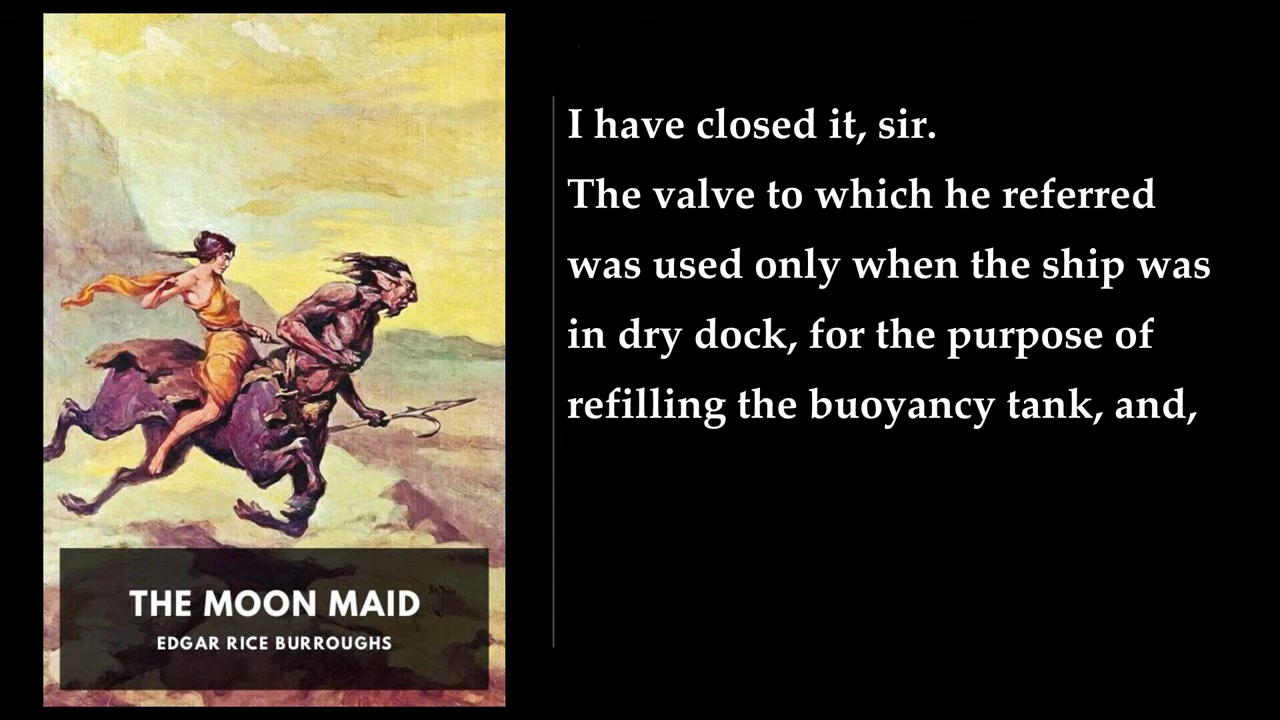 THE MOON MAID
EDGAR RICE BURROUGHS
I have closed it, sir.
The valve to which he referred
was used only when the ship was
in dry dock, for the purpose of
refilling the buoyancy tank, and,